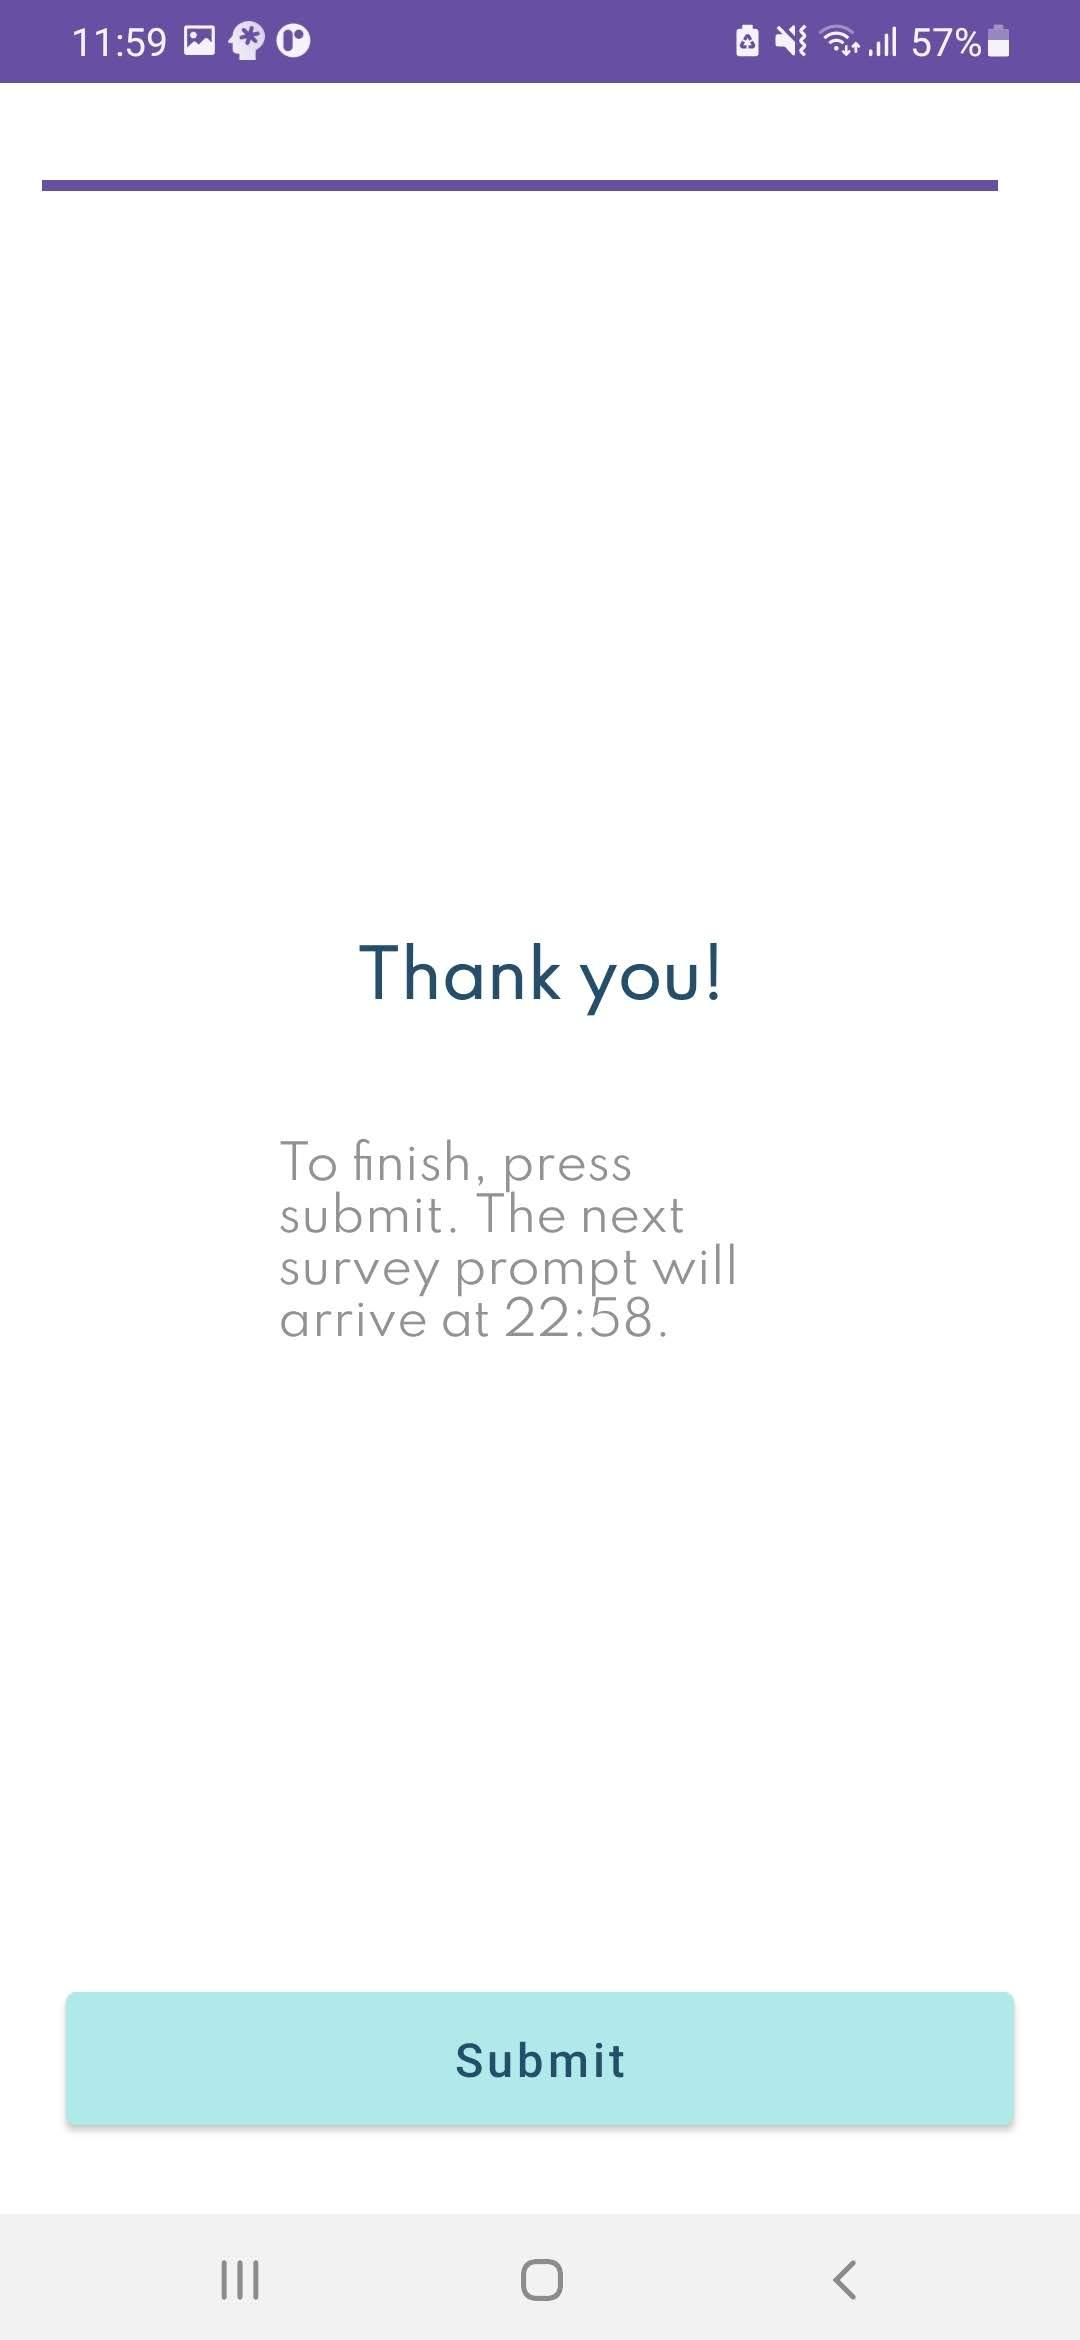 11:59 57%
Thank you!
To finish, press
submit. The next
survey prompt will
arrive at 22:58.
Submit